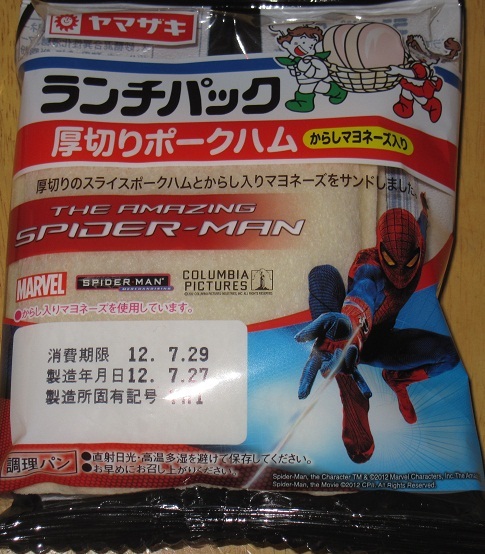 ヤマザキ
ランチパック
厚切りポークハム からしマヨネーズ入り
厚切りのスライスポークハムとからし入りマヨネーズをサンドしました。
THE AMAZING
SPIDER-MAN
MARVEL SPIDER-MAN COLUMBIA PICTURES
●からし入りマヨネーズを使用しています。
消費期限 12. 7.29
製造年月日 12. 7.27
製造所固有記号
調理パン
●直射日光・高温多湿を避けて保存してください。
●お早めにお召し上がりください。
Spider-Man, the Character TM & ©2012 Marvel Characters, Inc. The Amazing
Spider-Man, the Movie ©2012 CPII. All Rights Reserved.